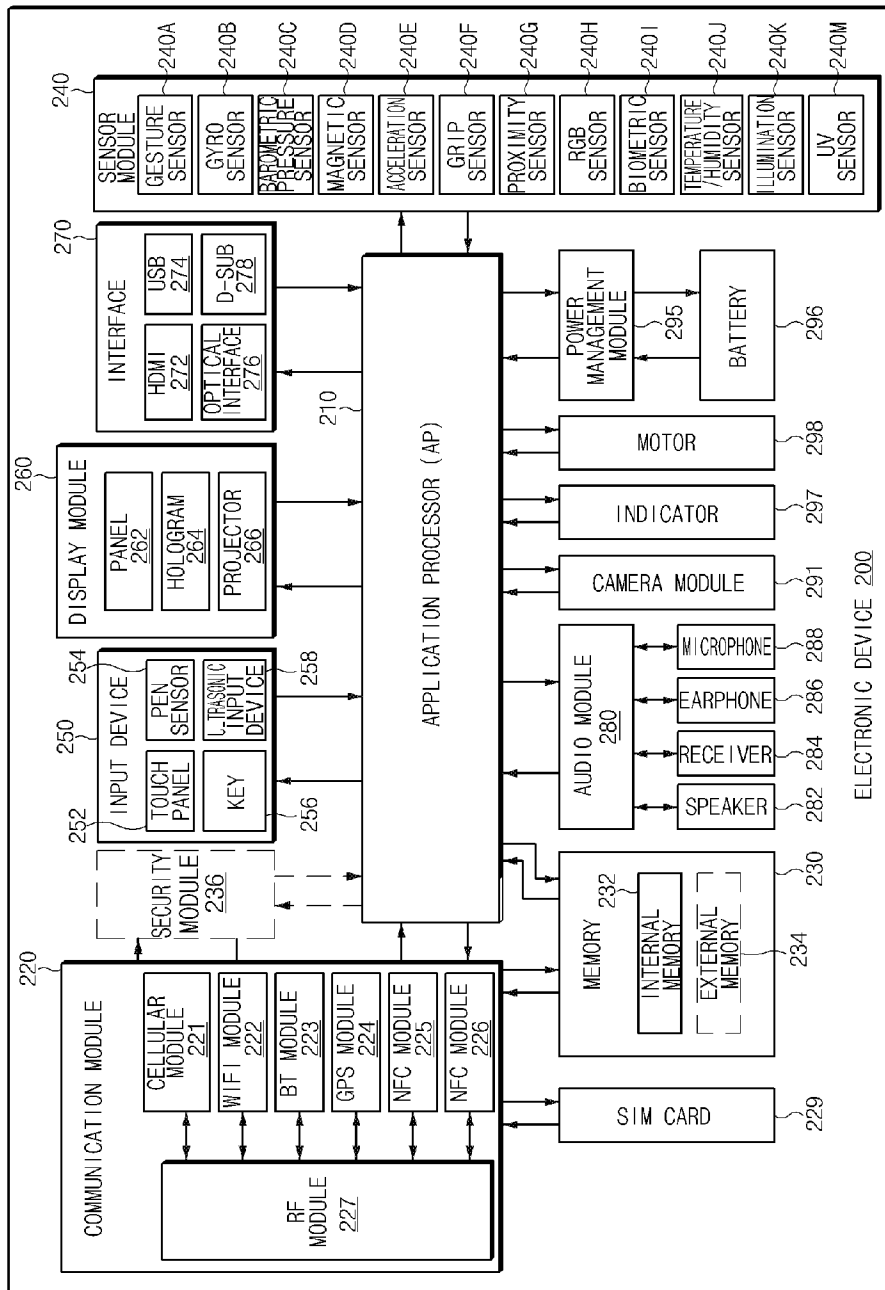 220
COMMUNICATION MODULE
RF
MODULE
227
CELLULAR
MODULE
221
WIFI MODULE
222
BT MODULE
223
GPS MODULE
224
NFC MODULE
225
NFC MODULE
226
SECURITY
MODULE
236
250
INPUT DEVICE
252
TOUCH
PANEL
254
PEN
SENSOR
KEY
256
ULTRASONIC
INPUT
DEVICE
258
260
DISPLAY MODULE
PANEL
262
HOLOGRAM
264
PROJECTOR
266
270
INTERFACE
HDMI
272
USB
274
OPTICAL
INTERFACE
276
D-SUB
278
240
SENSOR
MODULE
GESTURE
SENSOR
240A
GYRO
SENSOR
240B
BAROMETRIC
PRESSURE
SENSOR
240C
MAGNETIC
SENSOR
240D
ACCELERATION
SENSOR
240E
GRIP
SENSOR
240F
PROXIMITY
SENSOR
240G
RGB
SENSOR
240H
BIOMETRIC
SENSOR
240I
TEMPERATURE
/HUMIDITY
SENSOR
240J
ILLUMINATION
SENSOR
240K
UV
SENSOR
240M
210
APPLICATION PROCESSOR (AP)
SIM CARD
229
MEMORY
230
232
INTERNAL
MEMORY
EXTERNAL
MEMORY
234
AUDIO MODULE
280
SPEAKER
282
RECEIVER
284
EARPHONE
286
MICROPHONE
288
CAMERA MODULE
291
INDICATOR
297
MOTOR
298
POWER
MANAGEMENT
MODULE
295
BATTERY
296
ELECTRONIC DEVICE 200